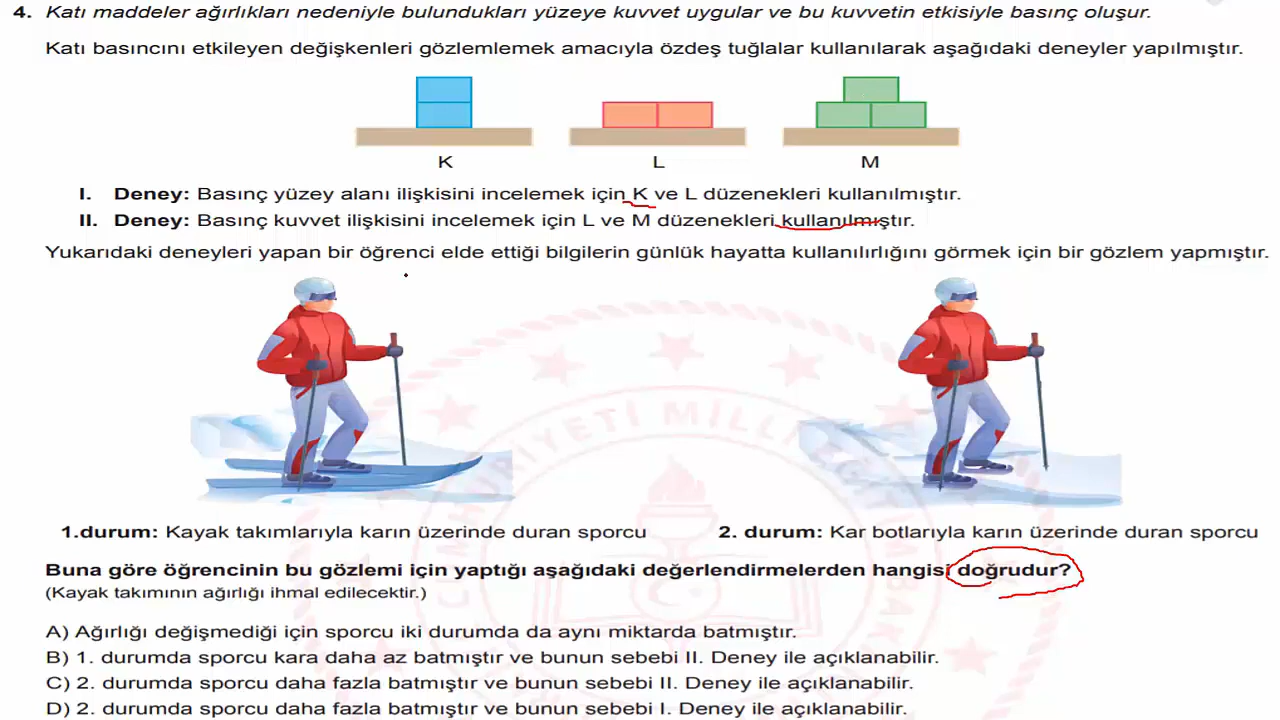 4. Katı maddeler ağırlıkları nedeniyle bulundukları yüzeye kuvvet uygular ve bu kuvvetin etkisiyle basınç oluşur.
Katı basıncını etkileyen değişkenleri gözlemlemek amacıyla özdeş tuğlalar kullanılarak aşağıdaki deneyler yapılmıştır.
K L M
I. Deney: Basınç yüzey alanı ilişkisini incelemek için K ve L düzenekleri kullanılmıştır.
II. Deney: Basınç kuvvet ilişkisini incelemek için L ve M düzenekleri kullanılmıştır.
Yukarıdaki deneyleri yapan bir öğrenci elde ettiği bilgilerin günlük hayatta kullanılırlığını görmek için bir gözlem yapmıştır.
1.durum: Kayak takımlarıyla karın üzerinde duran sporcu 2. durum: Kar botlarıyla karın üzerinde duran sporcu
Buna göre öğrencinin bu gözlemi için yaptığı aşağıdaki değerlendirmelerden hangisi doğrudur?
(Kayak takımının ağırlığı ihmal edilecektir.)
A) Ağırlığı değişmediği için sporcu iki durumda da aynı miktarda batmıştır.
B) 1. durumda sporcu kara daha az batmıştır ve bunun sebebi II. Deney ile açıklanabilir.
C) 2. durumda sporcu daha fazla batmıştır ve bunun sebebi II. Deney ile açıklanabilir.
D) 2. durumda sporcu daha fazla batmıştır ve bunun sebebi I. Deney ile açıklanabilir.